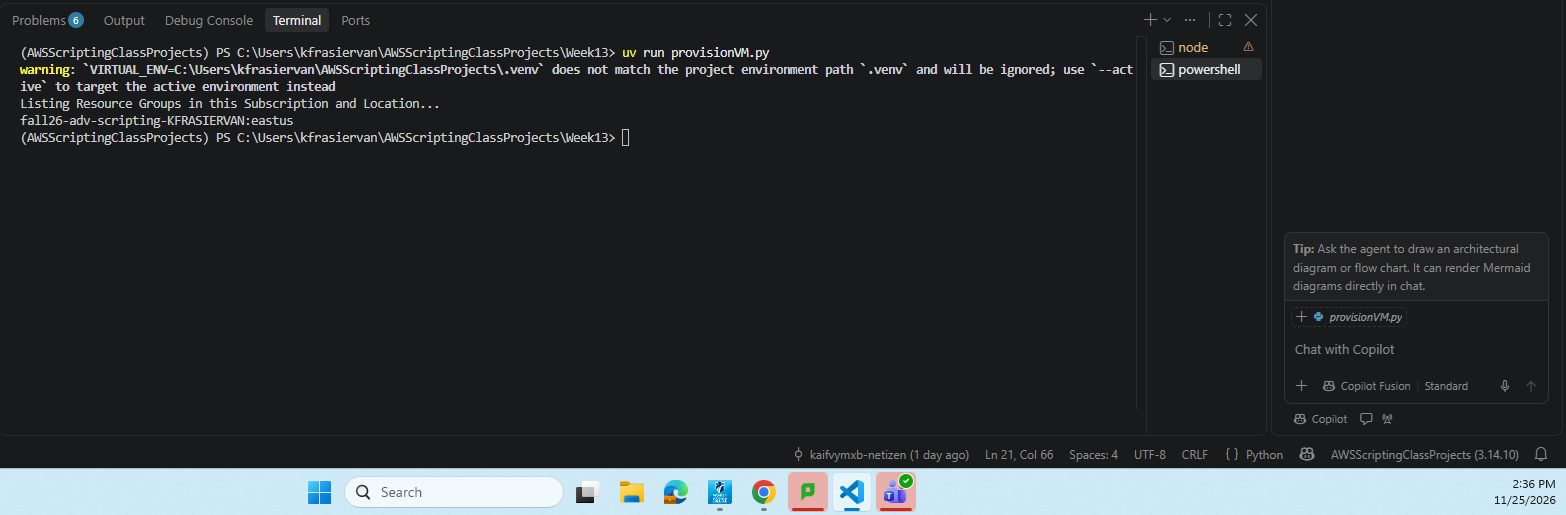 Problems 6 Output Debug Console Terminal Ports
(AWSScriptingClassProjects) PS C:\Users\kfrasiervan\AWSScriptingClassProjects\Week13> uv run provisionVM.py
warning: `VIRTUAL_ENV=C:\Users\kfrasiervan\AWSScriptingClassProjects\.venv` does not match the project environment path `.venv` and will be ignored; use `--act
ive` to target the active environment instead
Listing Resource Groups in this Subscription and Location...
fall26-adv-scripting-KFRASIERVAN:eastus
(AWSScriptingClassProjects) PS C:\Users\kfrasiervan\AWSScriptingClassProjects\Week13>
node
powershell
Tip: Ask the agent to draw an architectural
diagram or flow chart. It can render Mermaid
diagrams directly in chat.
provisionVM.py
Chat with Copilot
Copilot Fusion Standard
Copilot
kaifvymxb-netizen (1 day ago) Ln 21, Col 66 Spaces: 4 UTF-8 CRLF { } Python AWSScriptingClassProjects (3.14.10)
Search
2:36 PM
11/25/2026